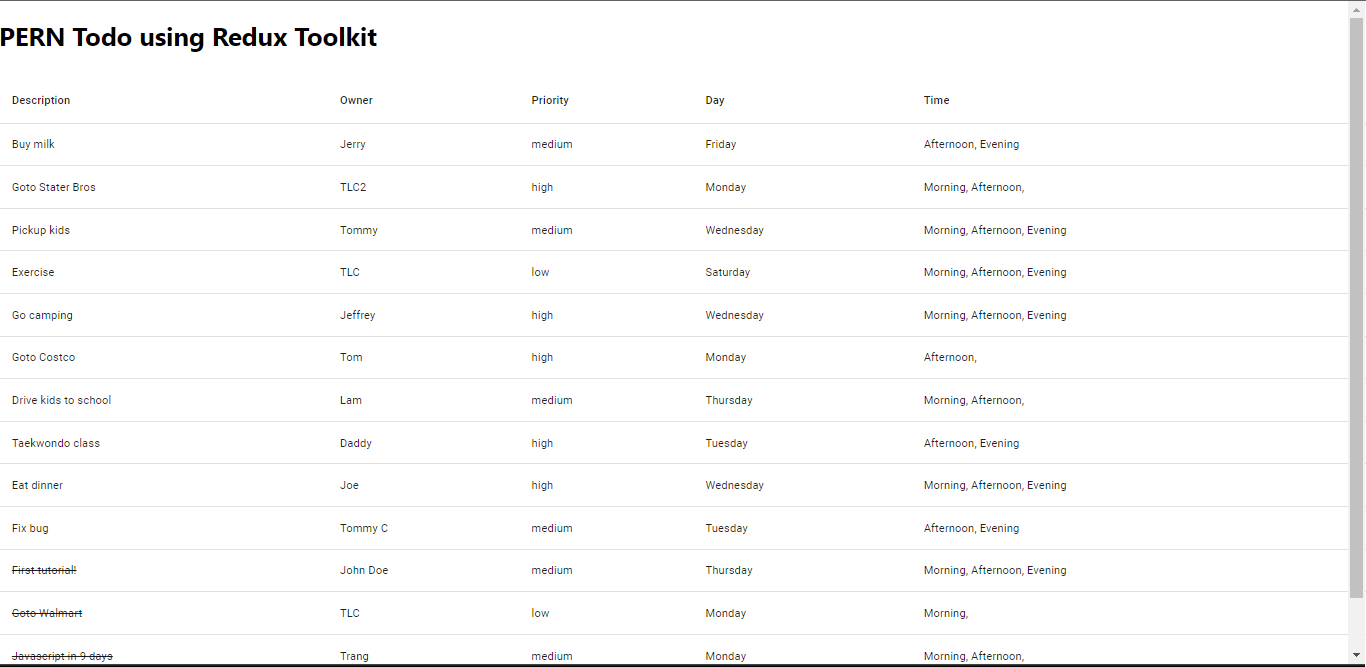 PERN Todo using Redux Toolkit
Description Owner Priority Day Time
Buy milk Jerry medium Friday Afternoon, Evening
Goto Stater Bros TLC2 high Monday Morning, Afternoon,
Pickup kids Tommy medium Wednesday Morning, Afternoon, Evening
Exercise TLC low Saturday Morning, Afternoon, Evening
Go camping Jeffrey high Wednesday Morning, Afternoon, Evening
Goto Costco Tom high Monday Afternoon,
Drive kids to school Lam medium Thursday Morning, Afternoon,
Taekwondo class Daddy high Tuesday Afternoon, Evening
Eat dinner Joe high Wednesday Morning, Afternoon, Evening
Fix bug Tommy C medium Tuesday Afternoon, Evening
First tutorial! John Doe medium Thursday Morning, Afternoon, Evening
Goto Walmart TLC low Monday Morning,
Javascript in 9 days Trang medium Monday Morning, Afternoon,